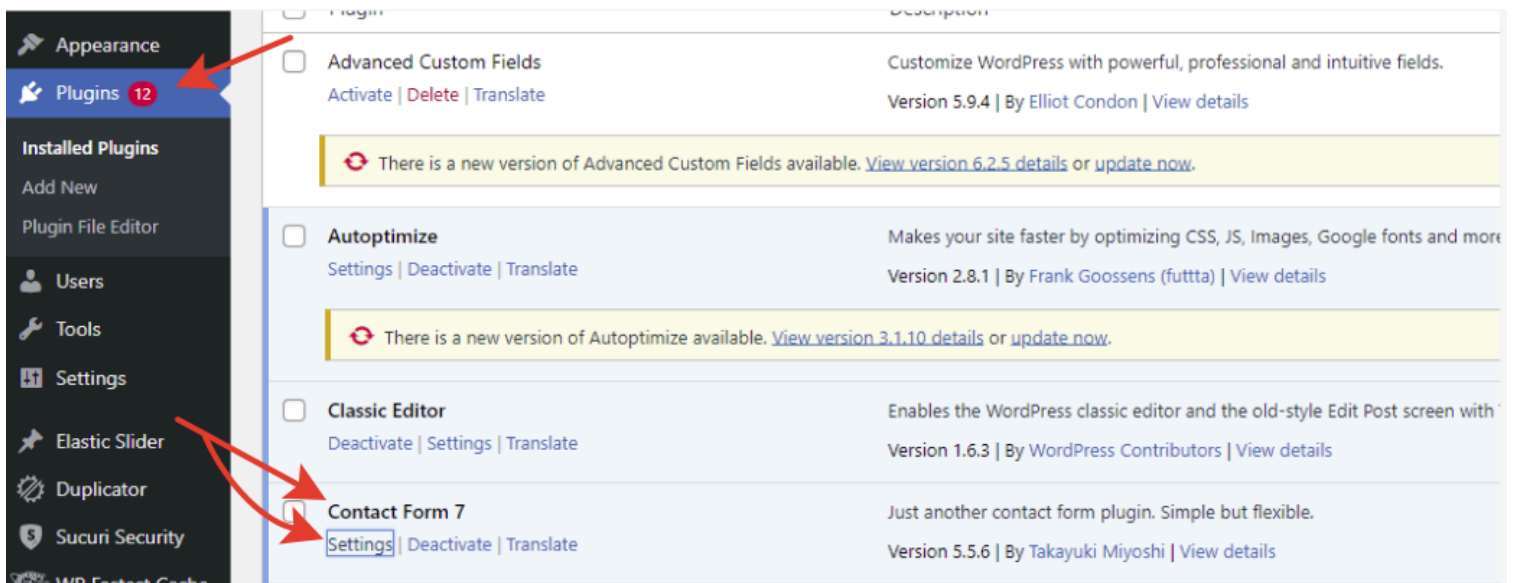 Appearance
Plugins 12
Installed Plugins
Add New
Plugin File Editor
Users
Tools
Settings
Elastic Slider
Duplicator
Sucuri Security
WP Fastest Cache
Plugin Description
Advanced Custom Fields
Activate | Delete | Translate
Customize WordPress with powerful, professional and intuitive fields.
Version 5.9.4 | By Elliot Condon | View details
There is a new version of Advanced Custom Fields available. View version 6.2.5 details or update now.
Autoptimize
Settings | Deactivate | Translate
Makes your site faster by optimizing CSS, JS, Images, Google fonts and more
Version 2.8.1 | By Frank Goossens (futtta) | View details
There is a new version of Autoptimize available. View version 3.1.10 details or update now.
Classic Editor
Deactivate | Settings | Translate
Enables the WordPress classic editor and the old-style Edit Post screen with
Version 1.6.3 | By WordPress Contributors | View details
Contact Form 7
Settings | Deactivate | Translate
Just another contact form plugin. Simple but flexible.
Version 5.5.6 | By Takayuki Miyoshi | View details